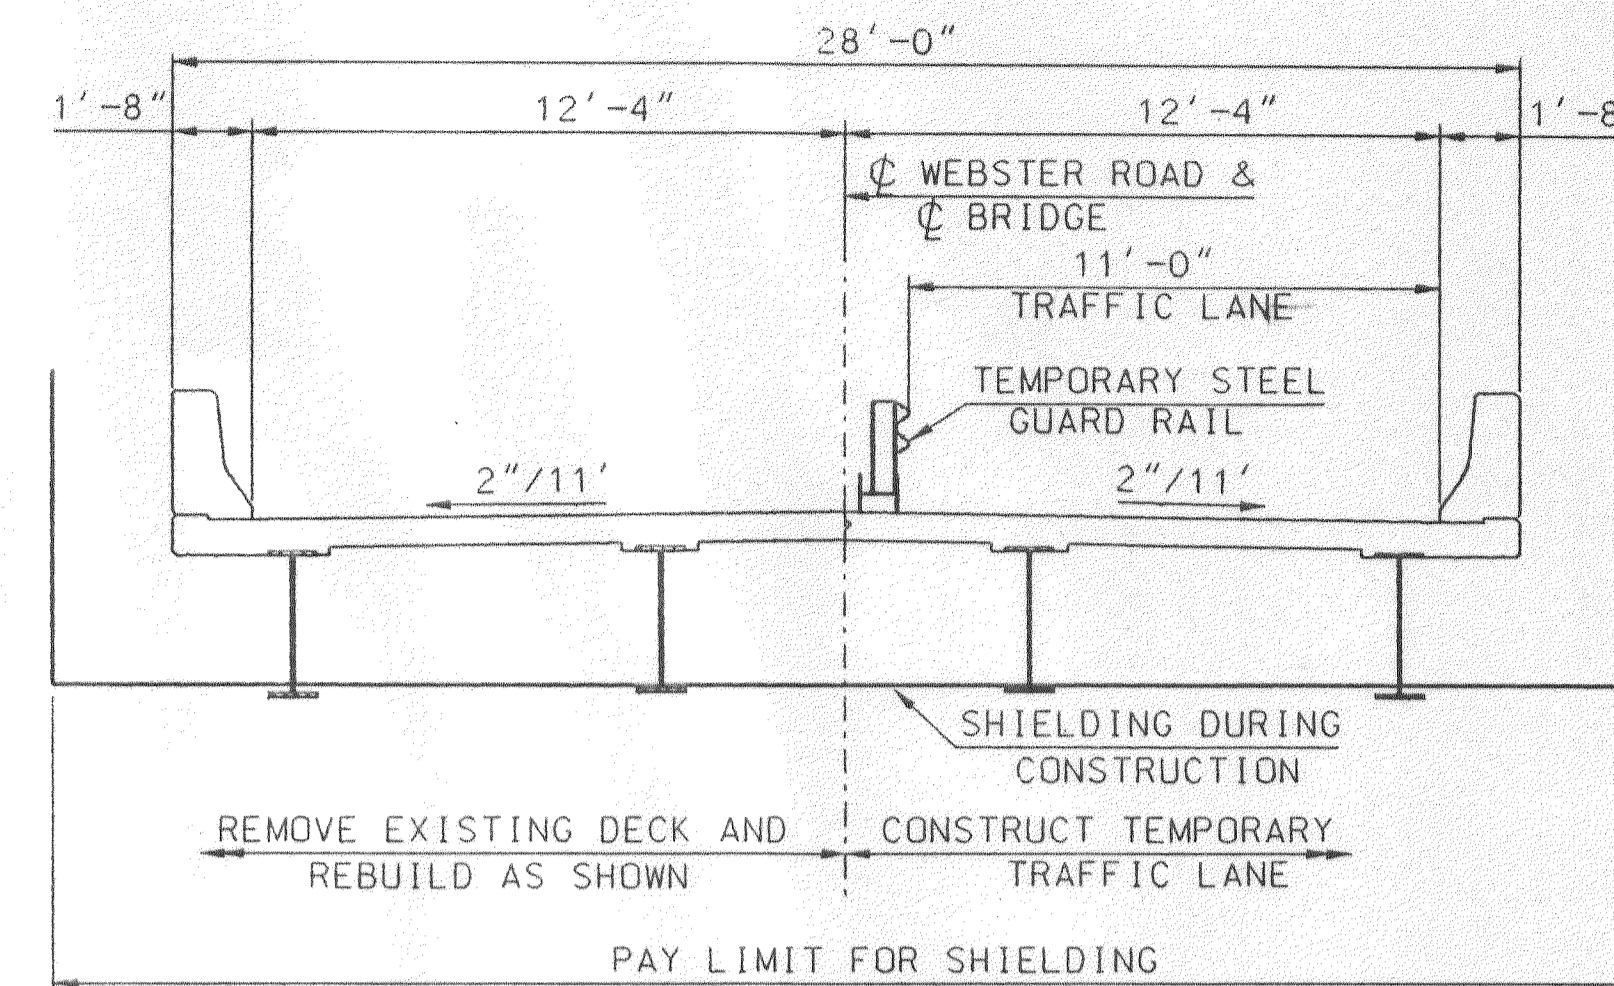 28'-0"
1'-8" 12'-4" 12'-4" 1'-8
℄ WEBSTER ROAD &
℄ BRIDGE
11'-0"
TRAFFIC LANE
TEMPORARY STEEL
GUARD RAIL
2"/11' 2"/11'
SHIELDING DURING
CONSTRUCTION
REMOVE EXISTING DECK AND
REBUILD AS SHOWN
CONSTRUCT TEMPORARY
TRAFFIC LANE
PAY LIMIT FOR SHIELDING